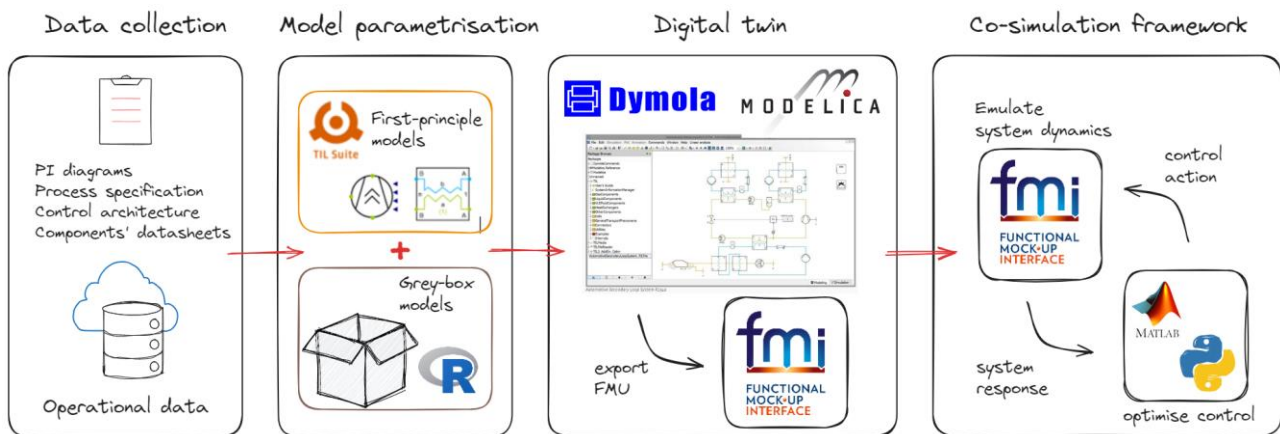 Data collection
Model parametrisation
Digital twin
Co-simulation framework
PI diagrams
Process specification
Control architecture
Components' datasheets
Operational data
TIL Suite
First-principle
models
+
Grey-box
models
R
Dymola
MODELICA
export
FMU
fmi
FUNCTIONAL
MOCK-UP
INTERFACE
Emulate
system dynamics
fmi
FUNCTIONAL
MOCK-UP
INTERFACE
control
action
system
response
MATLAB
optimise control